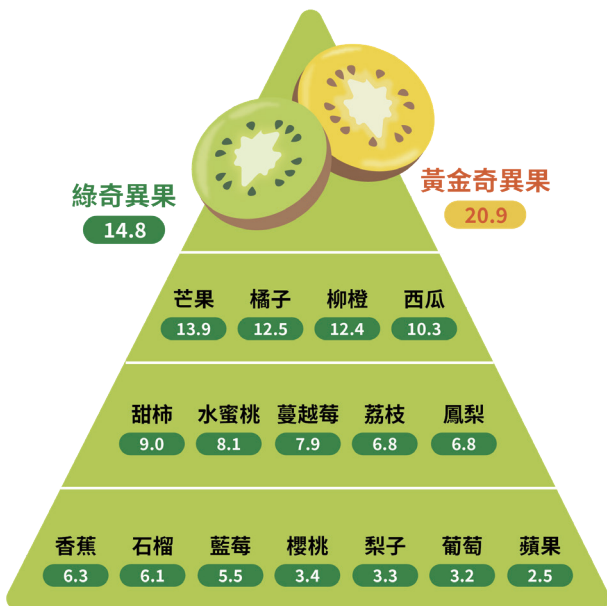 綠奇異果
14.8
黃金奇異果
20.9
芒果 橘子 柳橙 西瓜
13.9 12.5 12.4 10.3
甜柿 水蜜桃 蔓越莓 荔枝 鳳梨
9.0 8.1 7.9 6.8 6.8
香蕉 石榴 藍莓 櫻桃 梨子 葡萄 蘋果
6.3 6.1 5.5 3.4 3.3 3.2 2.5